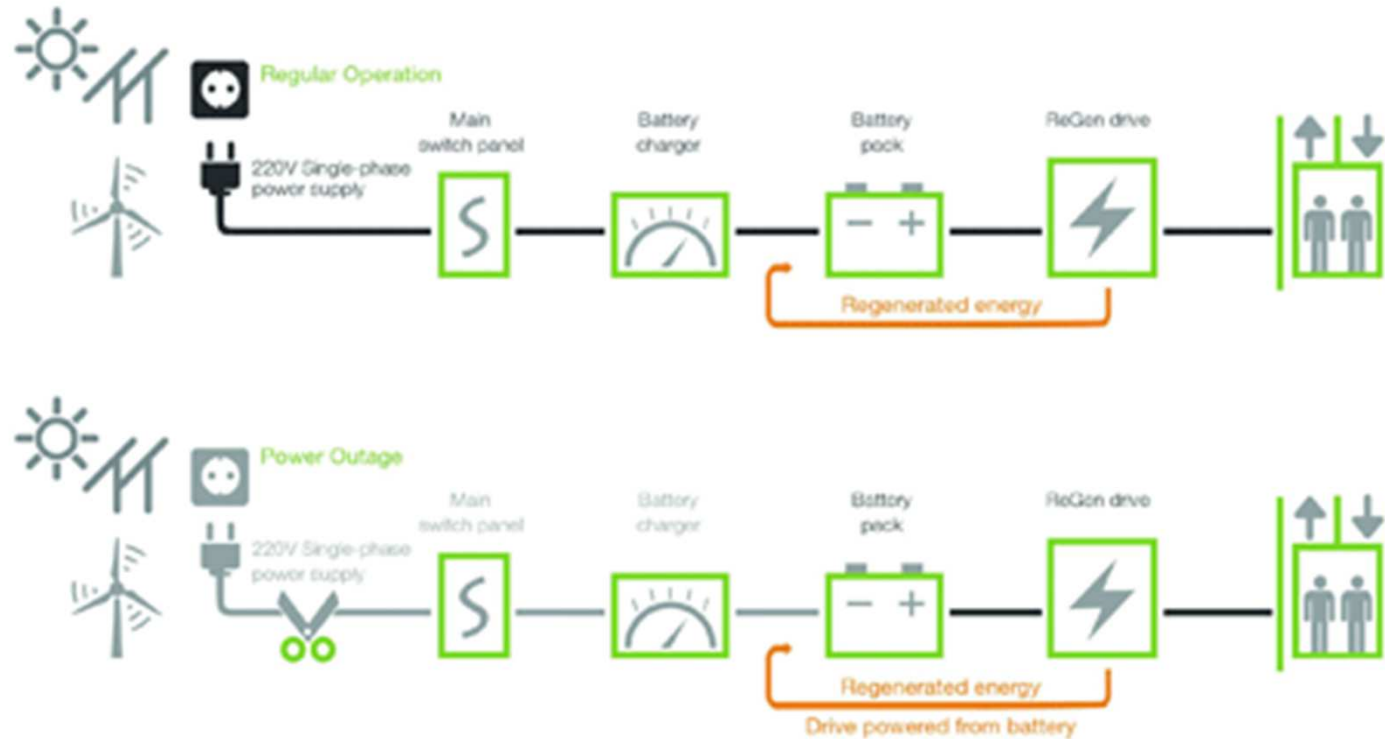 Regular Operation
220V Single-phase
power supply
Main
switch panel
Battery
charger
Battery
pack
ReGen drive
Regenerated energy
Power Outage
220V Single-phase
power supply
Main
switch panel
Battery
charger
Battery
pack
ReGen drive
Regenerated energy
Drive powered from battery